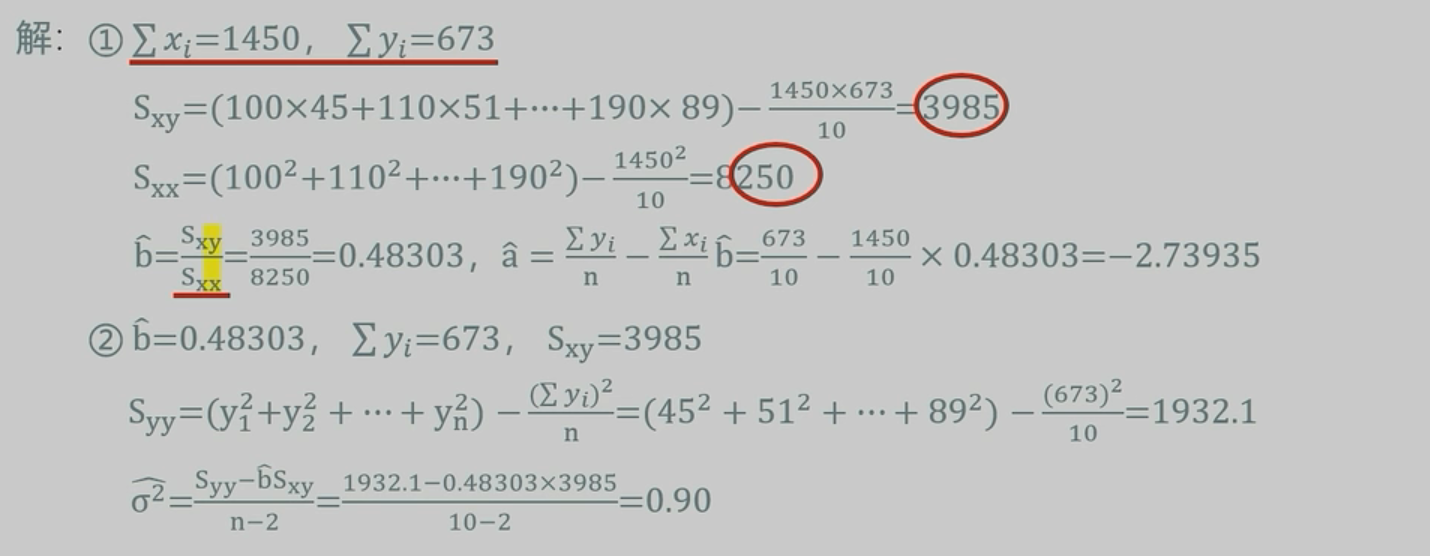 解：①∑xᵢ=1450，∑yᵢ=673
Sxy=(100×45+110×51+⋯+190×89)−(1450×673)/10=3985
Sxx=(100²+110²+⋯+190²)−1450²/10=8250
b̂=Sxy/Sxx=3985/8250=0.48303，â=∑yᵢ/n−∑xᵢ/n b̂=673/10−1450/10×0.48303=−2.73935
②b̂=0.48303，∑yᵢ=673，Sxy=3985
Syy=(y₁²+y₂²+⋯+yₙ²)−(∑yᵢ)²/n=(45²+51²+⋯+89²)−(673)²/10=1932.1
σ̂²=(Syy−b̂Sxy)/(n−2)=(1932.1−0.48303×3985)/(10−2)=0.90